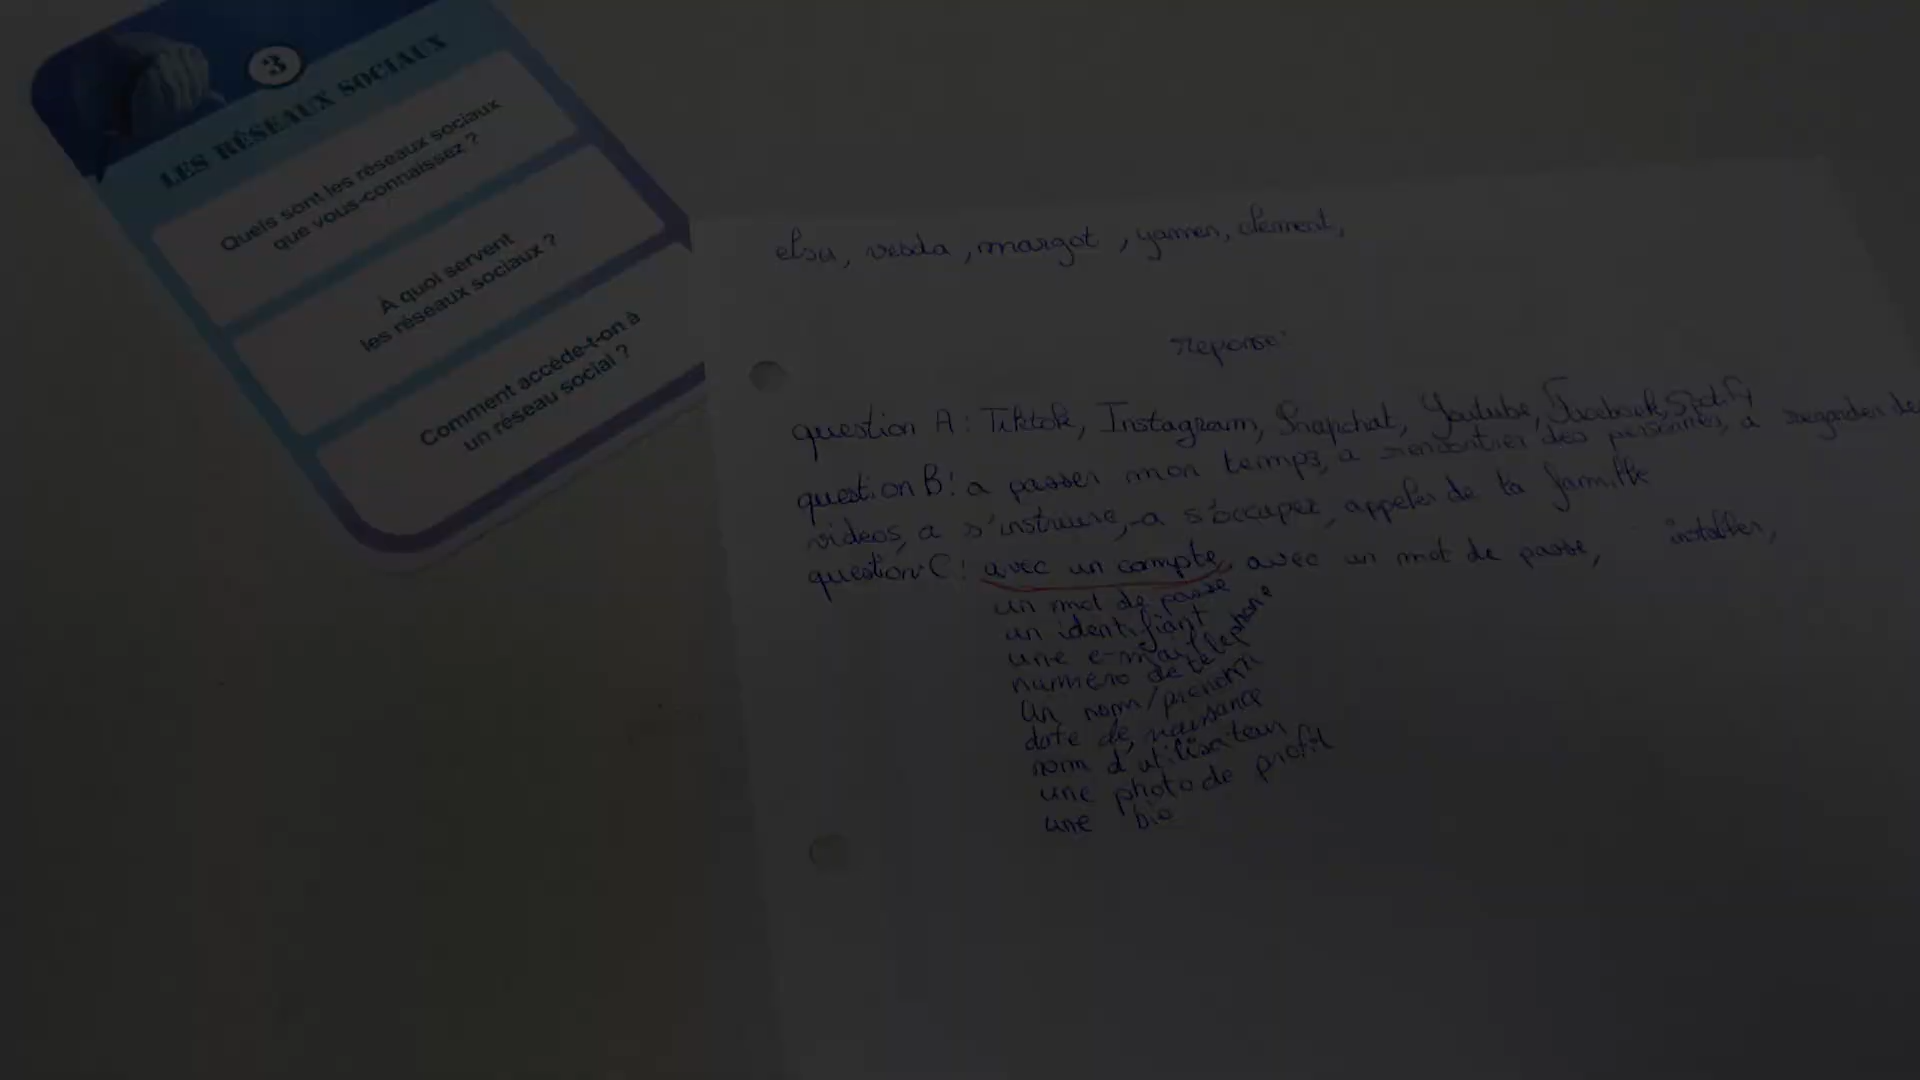 3
LES RÉSEAUX SOCIAUX
Quels sont les réseaux sociaux
que vous-connaissez ?
À quoi servent
les réseaux sociaux ?
Comment accède-t-on à
un réseau social ?
elsa, vesda, margot, yamen, clement,
reponse:
question A : Tiktok, Instagram, Snapchat, Youtube, Facebook, Spotify
question B : a passer mon temps, a rencontrer des personnes, a regarder de
videos, a s'instruire, a s'occuper, appeler de ta famille
question C : avec un compte, avec un mot de passe, installer,
un mot de passe
un identifiant
une e-mail
numéro de téléphone
un nom/prenom
date de naissance
nom d'utilisateur
une photo de profil
une bio